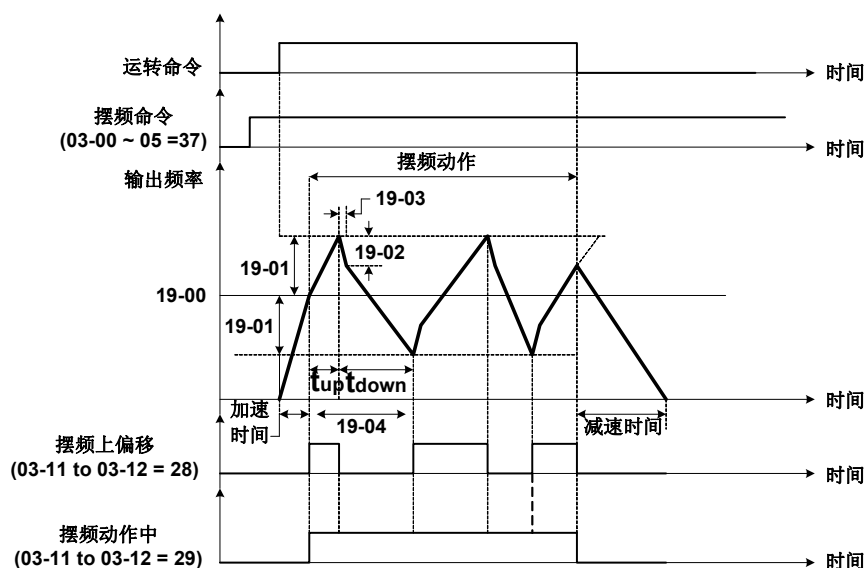 运转命令
时间
摆频命令
(03-00 ~ 05 =37)
时间
输出频率
摆频动作
19-03
19-02
19-01
19-00
19-01
tup tdown
加速
时间
19-04
减速时间
时间
摆频上偏移
(03-11 to 03-12 = 28)
时间
摆频动作中
(03-11 to 03-12 = 29)
时间